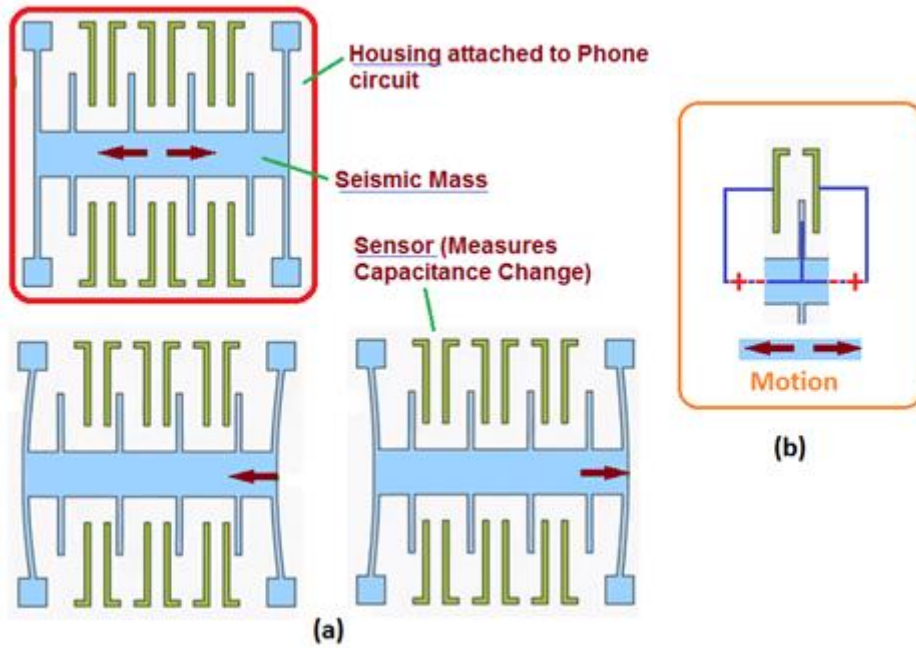 Housing attached to Phone
circuit
Seismic Mass
Sensor (Measures
Capacitance Change)
Motion
(b)
(a)